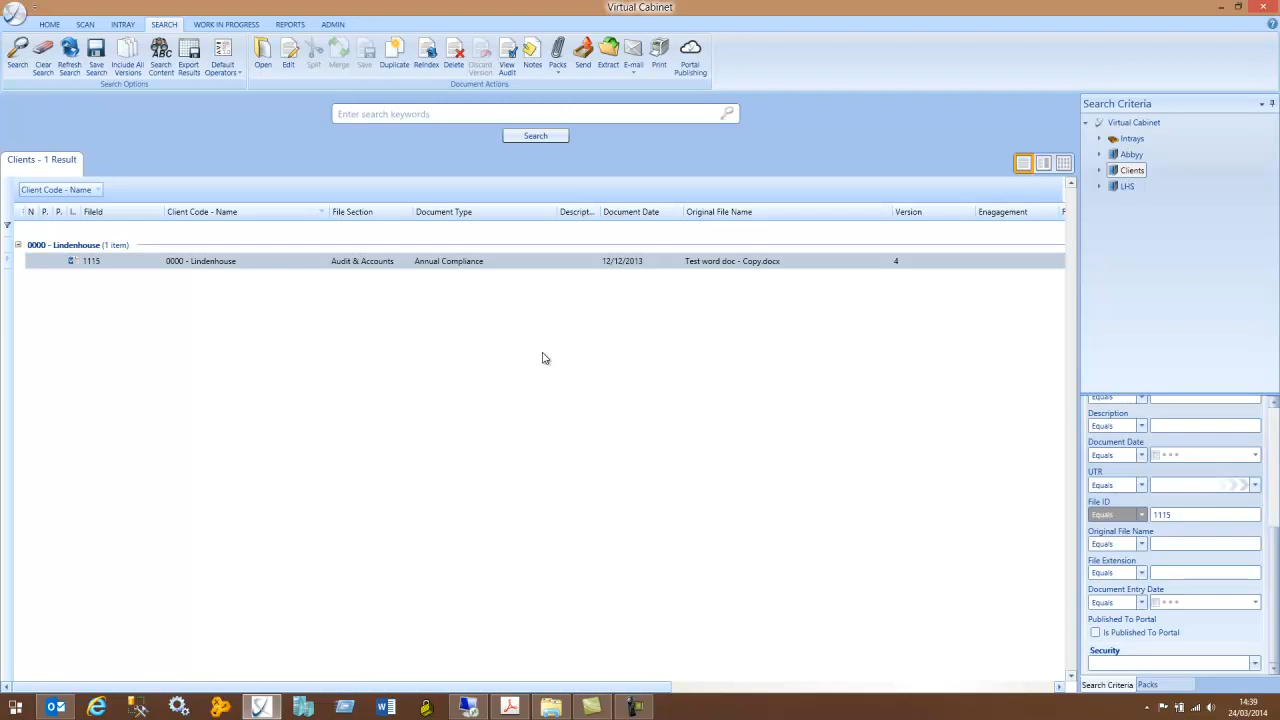 Virtual Cabinet
HOME SCAN INTRAY SEARCH WORK IN PROGRESS REPORTS ADMIN
Search
Clear Search
Refresh Search
Save Search
Include All Versions
ABC
Search Content
Export Results
Default Operators
Open
Edit
Split
Merge
Save
Duplicate
ReIndex
Delete
Discard Version
View Audit
Notes
Packs
Send
Extract
E-mail
Print
Portal Publishing
Search Options
Document Actions
Enter search keywords
Search
Clients - 1 Result
Client Code - Name
N P. P. I.. FileId Client Code - Name File Section Document Type Descript... Document Date Original File Name Version Enagagement
0000 - Lindenhouse (1 item)
1115 0000 - Lindenhouse Audit & Accounts Annual Compliance 12/12/2013 Test word doc - Copy.docx 4
Search Criteria
Virtual Cabinet
Intrays
Abbyy
Clients
LHS
Equals
Description
Equals
Document Date
Equals
UTR
Equals
File ID
Equals 1115
Original File Name
Equals
File Extension
Equals
Document Entry Date
Equals
Published To Portal
Is Published To Portal
Security
Search Criteria Packs
14:39
24/03/2014